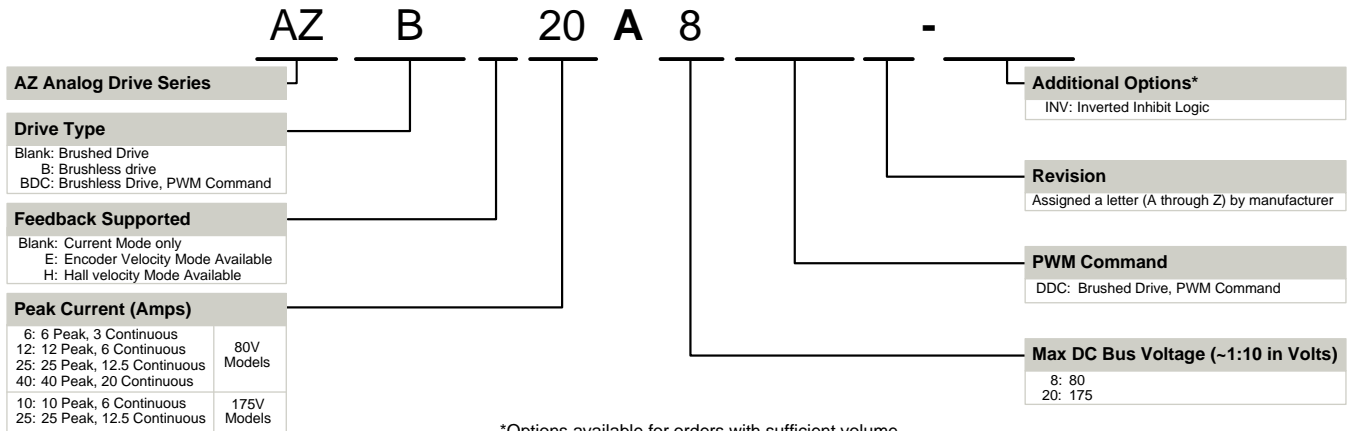 AZ B 20 A 8 -
AZ Analog Drive Series
Drive Type
Blank: Brushed Drive
B: Brushless drive
BDC: Brushless Drive, PWM Command
Feedback Supported
Blank: Current Mode only
E: Encoder Velocity Mode Available
H: Hall velocity Mode Available
Peak Current (Amps)
6: 6 Peak, 3 Continuous
12: 12 Peak, 6 Continuous
25: 25 Peak, 12.5 Continuous
40: 40 Peak, 20 Continuous
80V
Models
10: 10 Peak, 6 Continuous
25: 25 Peak, 12.5 Continuous
175V
Models
Additional Options*
INV: Inverted Inhibit Logic
Revision
Assigned a letter (A through Z) by manufacturer
PWM Command
DDC: Brushed Drive, PWM Command
Max DC Bus Voltage (~1:10 in Volts)
8: 80
20: 175
*Options available for orders with sufficient volume